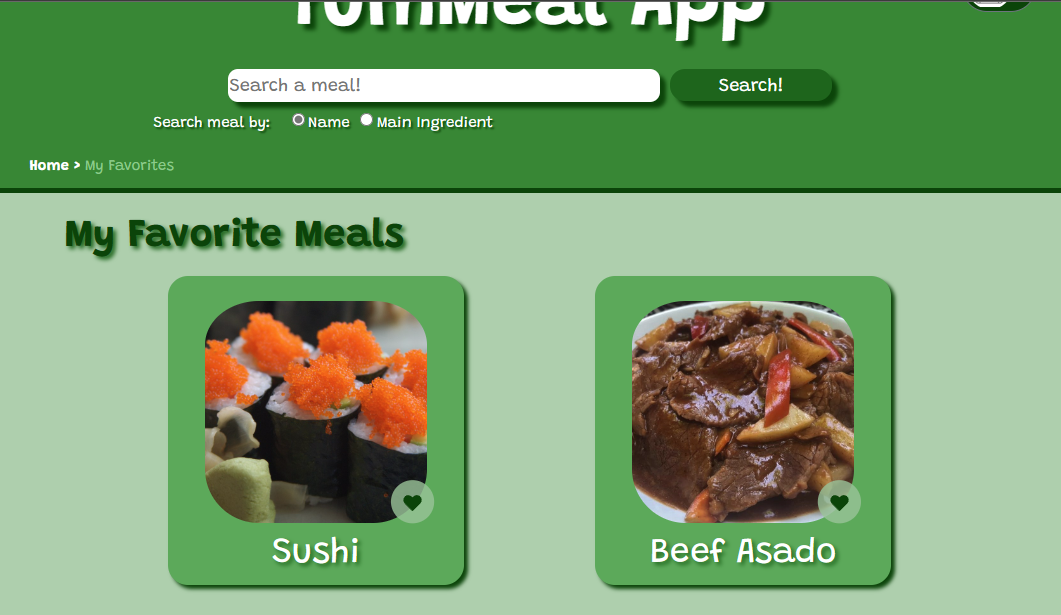 TomMeal App
Search a meal! Search!
Search meal by: Name Main Ingredient
Home > My Favorites
My Favorite Meals
Sushi Beef Asado